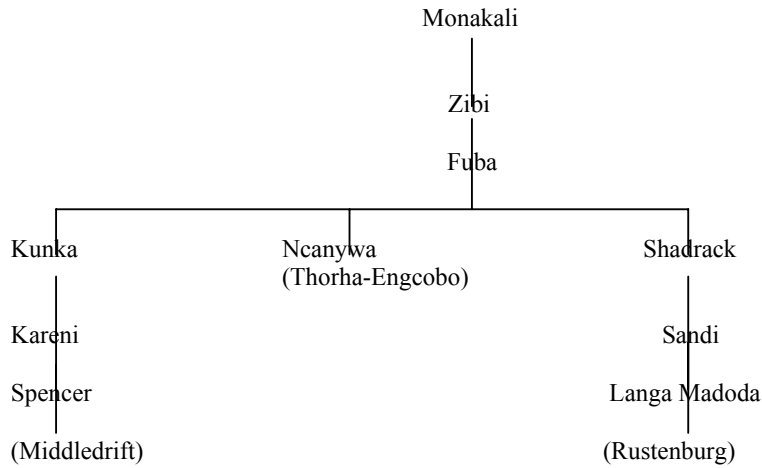 Monakali
Zibi
Fuba
Kunka Ncanywa Shadrack
(Thorha-Engcobo)
Kareni Sandi
Spencer Langa Madoda
(Middledrift) (Rustenburg)